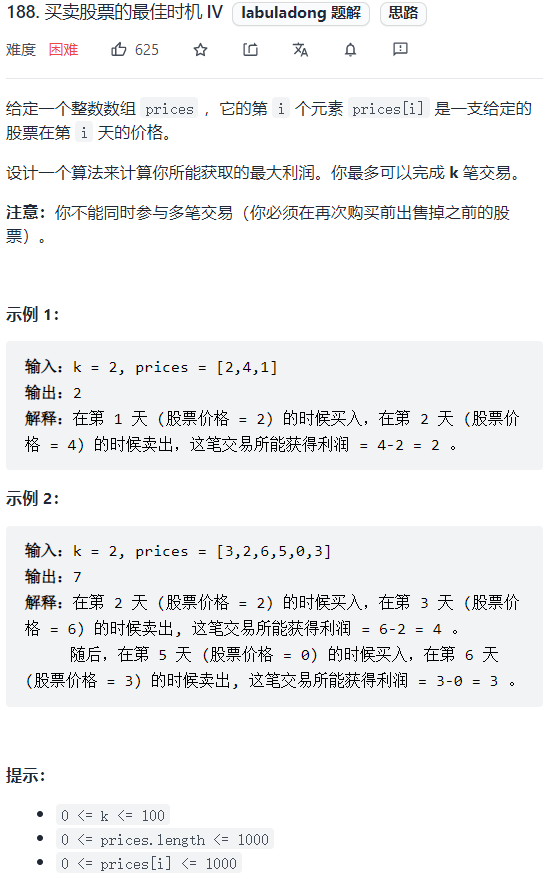 188. 买卖股票的最佳时机 IV labuladong 题解 思路
难度 困难 625
给定一个整数数组 prices ，它的第 i 个元素 prices[i] 是一支给定的
股票在第 i 天的价格。
设计一个算法来计算你所能获取的最大利润。你最多可以完成 k 笔交易。
注意：你不能同时参与多笔交易（你必须在再次购买前出售掉之前的股
票）。
示例 1：
输入：k = 2, prices = [2,4,1]
输出：2
解释：在第 1 天 (股票价格 = 2) 的时候买入，在第 2 天 (股票价
格 = 4) 的时候卖出，这笔交易所能获得利润 = 4-2 = 2 。
示例 2：
输入：k = 2, prices = [3,2,6,5,0,3]
输出：7
解释：在第 2 天 (股票价格 = 2) 的时候买入，在第 3 天 (股票价
格 = 6) 的时候卖出, 这笔交易所能获得利润 = 6-2 = 4 。
随后，在第 5 天 (股票价格 = 0) 的时候买入，在第 6 天
(股票价格 = 3) 的时候卖出, 这笔交易所能获得利润 = 3-0 = 3 。
提示：
0 <= k <= 100
0 <= prices.length <= 1000
0 <= prices[i] <= 1000